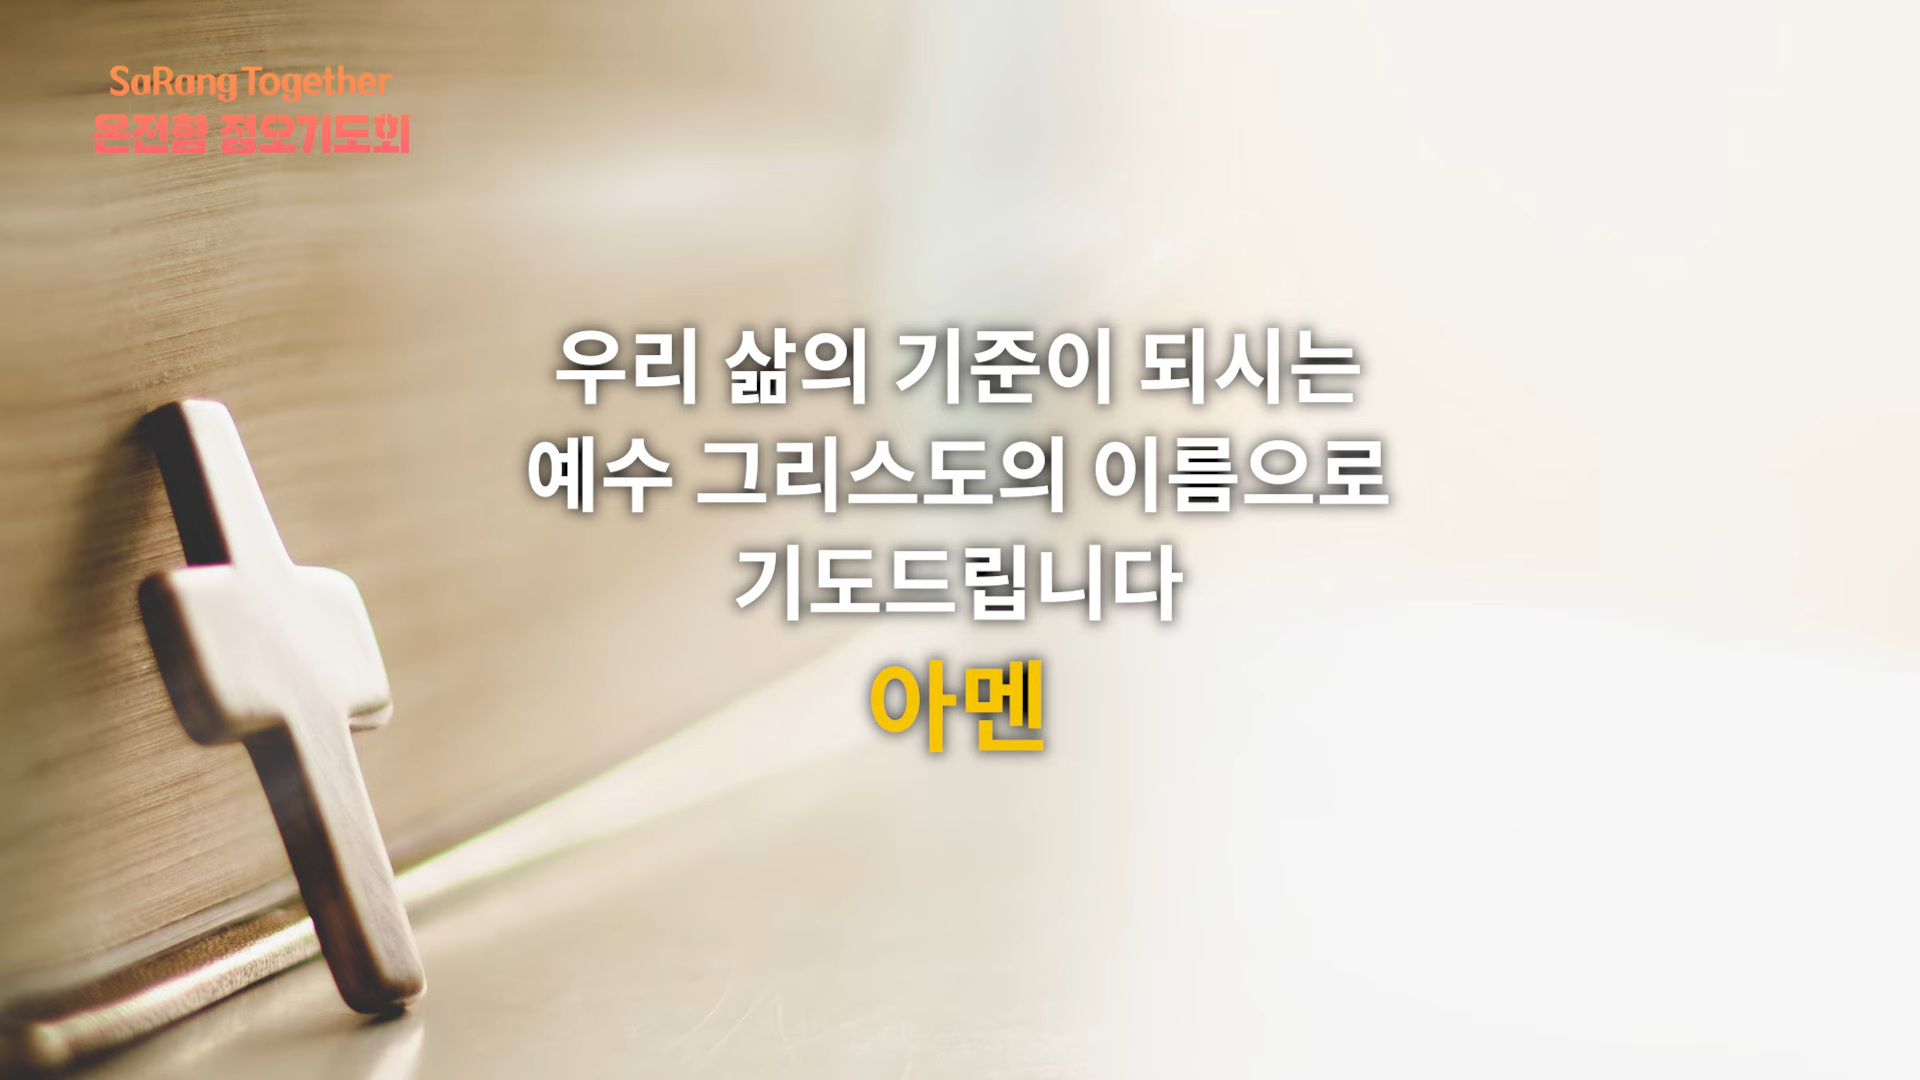 SaRang Together
온전함 정오기도회
우리 삶의 기준이 되시는
예수 그리스도의 이름으로
기도드립니다
아멘